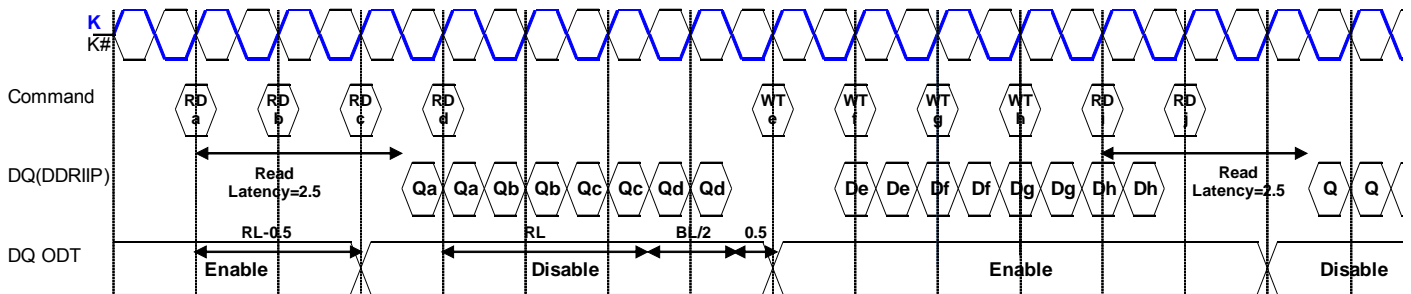 K
K#
Command
RD a RD b RD c RD d WT e WT f WT g WT h RD i RD j
DQ(DDRIIP)
Read Latency=2.5
Qa Qa Qb Qb Qc Qc Qd Qd De De Df Df Dg Dg Dh Dh
Read Latency=2.5
Q Q
RL-0.5 RL BL/2 0.5
DQ ODT
Enable Disable Enable Disable